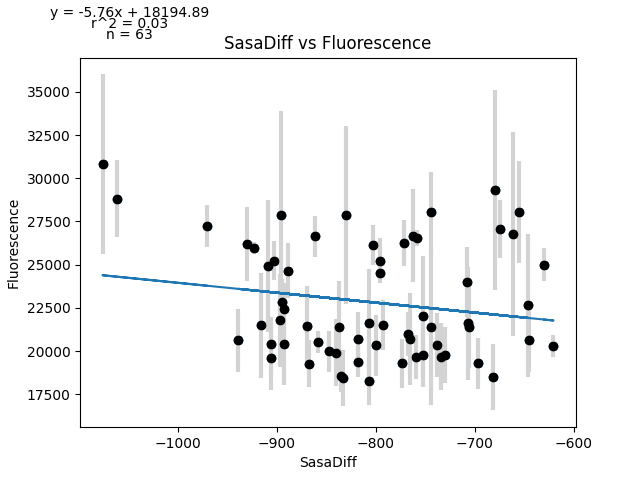 y = -5.76x + 18194.89
r^2 = 0.03
n = 63
SasaDiff vs Fluorescence
Fluorescence
35000
32500
30000
27500
25000
22500
20000
17500
−1000
−900
−800
−700
−600
SasaDiff